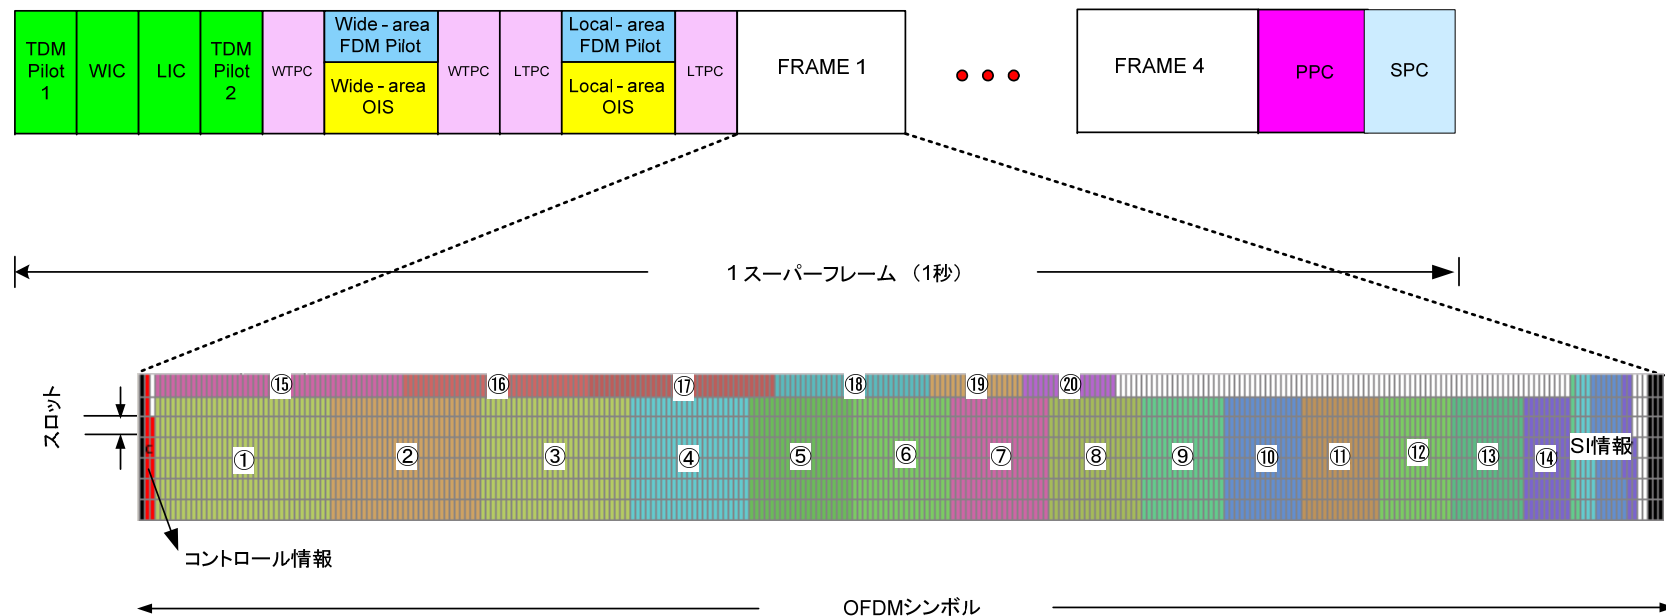 TDM
Pilot
1
WIC
LIC
TDM
Pilot
2
WTPC
Wide - area
FDM Pilot
Wide - area
OIS
WTPC
LTPC
Local - area
FDM Pilot
Local - area
OIS
LTPC
FRAME 1
FRAME 4
PPC
SPC
1 スーパーフレーム （1秒）
スロット
⑮
⑯
⑰
⑱
⑲
⑳
C
①
②
③
④
⑤
⑥
⑦
⑧
⑨
⑩
⑪
⑫
⑬
⑭
SI情報
コントロール情報
OFDMシンボル